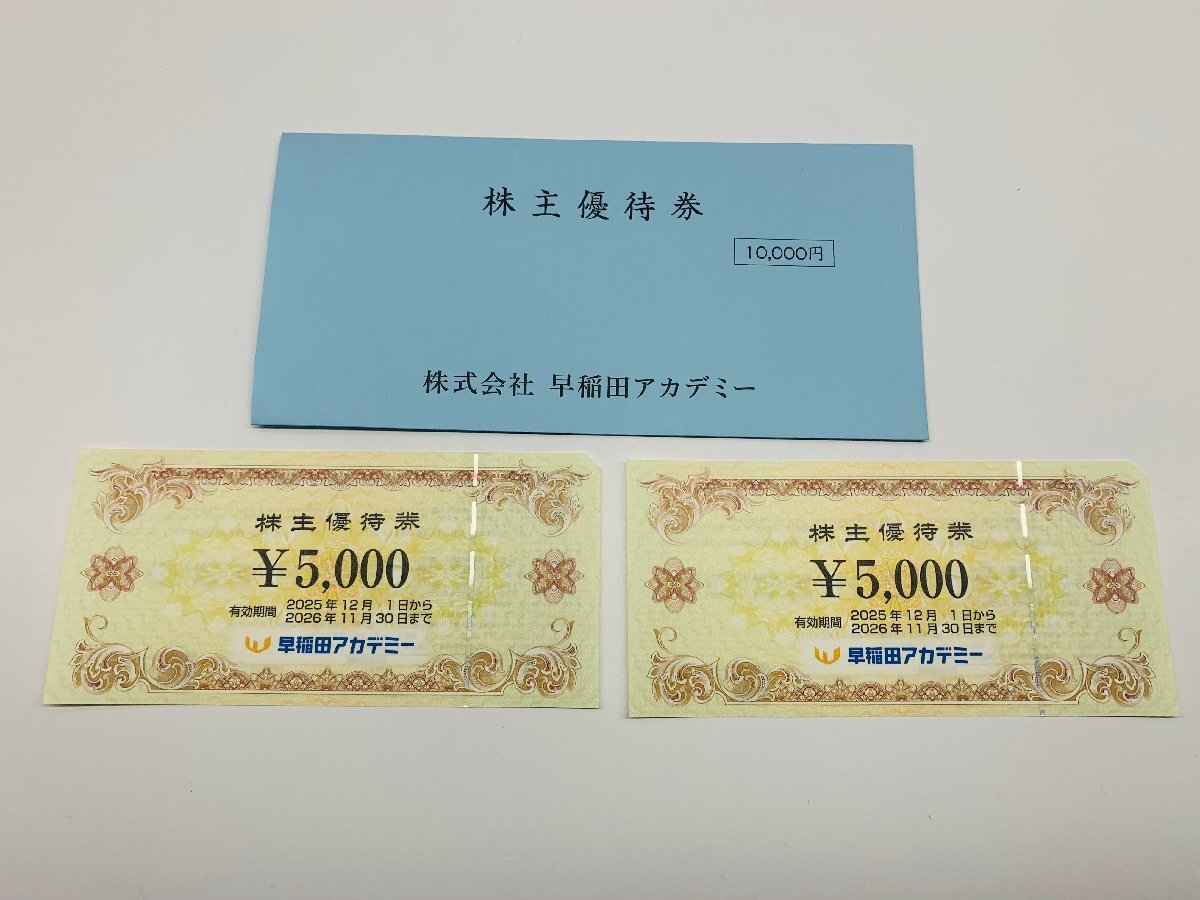 株主優待券
10,000円
株式会社 早稲田アカデミー
株主優待券
¥5,000
有効期間 2025年12月 1日から
2026年11月30日まで
早稲田アカデミー
株主優待券
¥5,000
有効期間 2025年12月 1日から
2026年11月30日まで
早稲田アカデミー